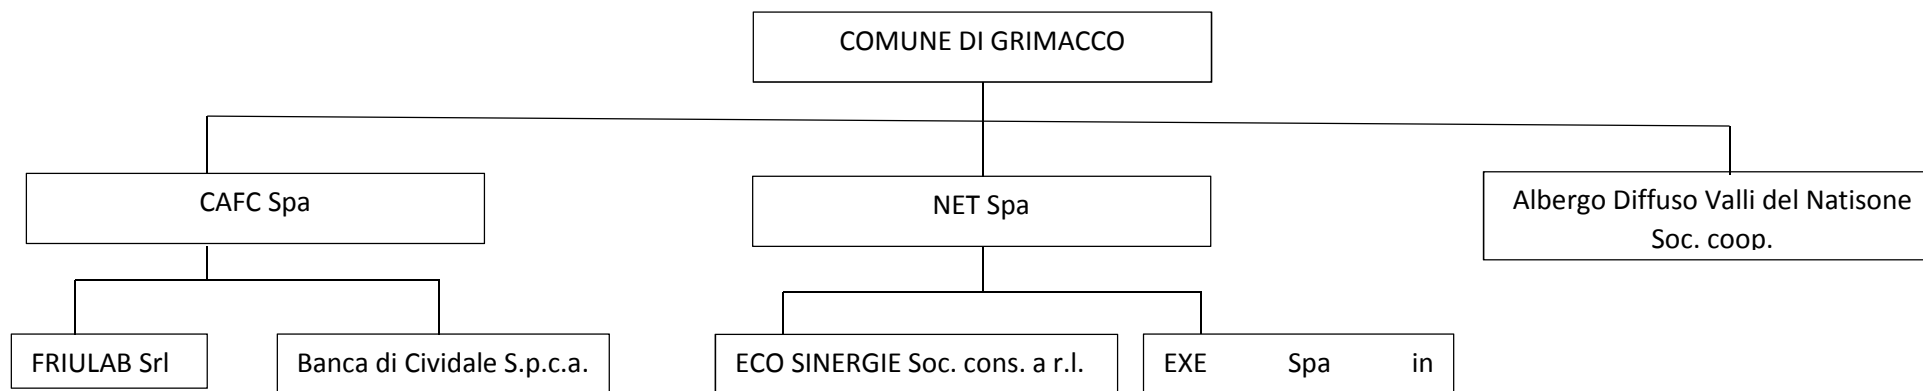 COMUNE DI GRIMACCO
CAFC Spa
NET Spa
Albergo Diffuso Valli del Natisone
Soc. coop.
FRIULAB Srl
Banca di Cividale S.p.c.a.
ECO SINERGIE Soc. cons. a r.l.
EXE Spa in